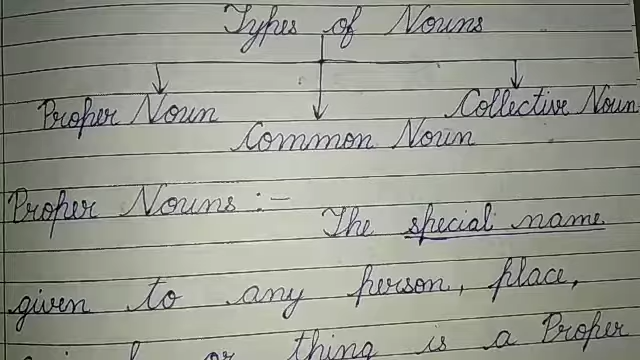 Types of Nouns
Proper Noun
Common Noun
Collective Noun
Proper Nouns :-
The special name
given to any person, place,
or thing is a Proper